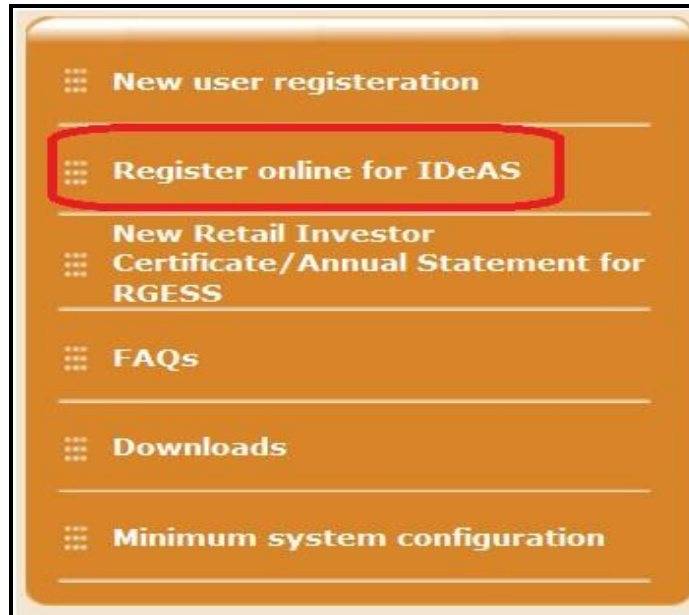 New user registeration
Register online for IDeAS
New Retail Investor
Certificate/Annual Statement for
RGESS
FAQs
Downloads
Minimum system configuration